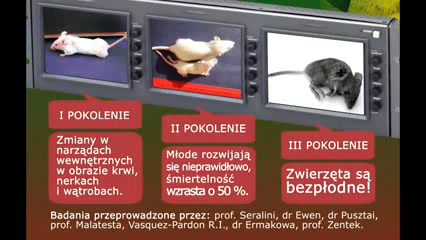 I POKOLENIE
Zmiany w
narządach
wewnętrznych
w obrazie krwi,
nerkach
i wątrobach.
II POKOLENIE
Młode rozwijają
się nieprawidłowo,
śmiertelność
wzrasta o 50 %.
III POKOLENIE
Zwierzęta są
bezpłodne!
Badania przeprowadzone przez: prof. Seralini, dr Ewen, dr Pusztai,
prof. Malatesta, Vasquez-Pardon R.I., dr Ermakowa, prof. Zentek.